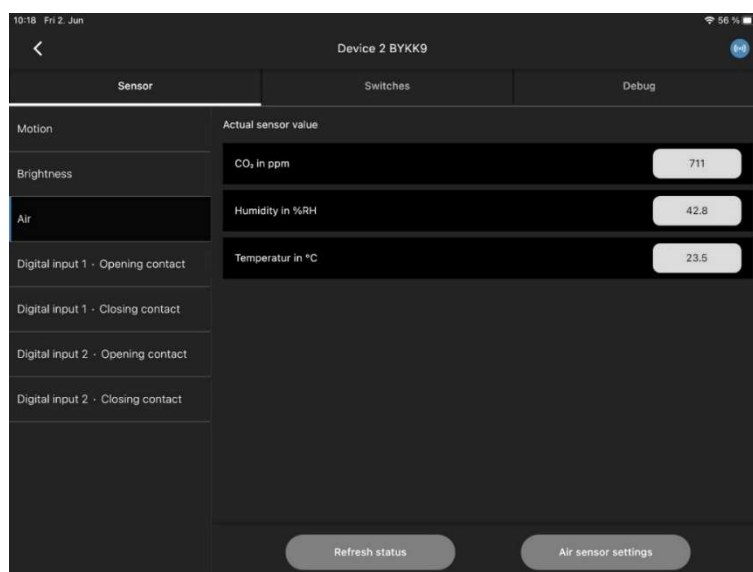 10:18 Fri 2. Jun
56 %
Device 2 BYKK9
Sensor
Switches
Debug
Motion
Brightness
Air
Digital input 1 - Opening contact
Digital input 1 - Closing contact
Digital input 2 - Opening contact
Digital input 2 - Closing contact
Actual sensor value
CO₂ in ppm
711
Humidity in %RH
42.8
Temperatur in °C
23.5
Refresh status
Air sensor settings